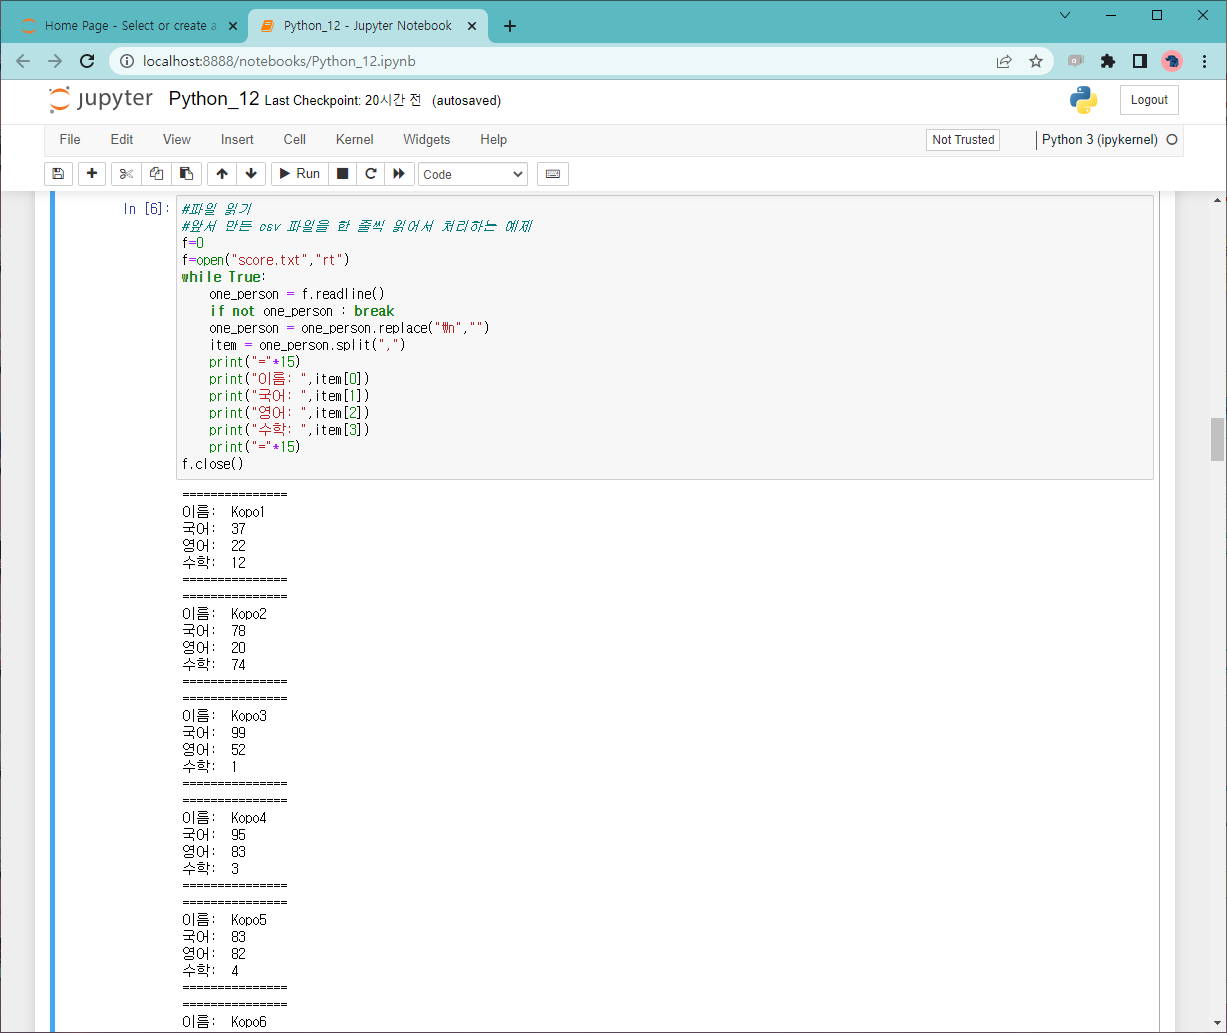 Home Page - Select or create a
Python_12 - Jupyter Notebook
localhost:8888/notebooks/Python_12.ipynb
jupyter Python_12 Last Checkpoint: 20시간 전 (autosaved)
Logout
File Edit View Insert Cell Kernel Widgets Help
Not Trusted
Python 3 (ipykernel)
Run
Code
In [6]:
#파일 읽기
#앞서 만든 csv 파일을 한 줄씩 읽어서 처리하는 예제
f=0
f=open("score.txt","rt")
while True:
    one_person = f.readline()
    if not one_person : break
    one_person = one_person.replace("₩n","")
    item = one_person.split(",")
    print("="*15)
    print("이름: ",item[0])
    print("국어: ",item[1])
    print("영어: ",item[2])
    print("수학: ",item[3])
    print("="*15)
f.close()
===============
이름:  Kopo1
국어:  37
영어:  22
수학:  12
===============
===============
이름:  Kopo2
국어:  78
영어:  20
수학:  74
===============
===============
이름:  Kopo3
국어:  99
영어:  52
수학:  1
===============
===============
이름:  Kopo4
국어:  95
영어:  83
수학:  3
===============
===============
이름:  Kopo5
국어:  83
영어:  82
수학:  4
===============
===============
이름:  Kopo6